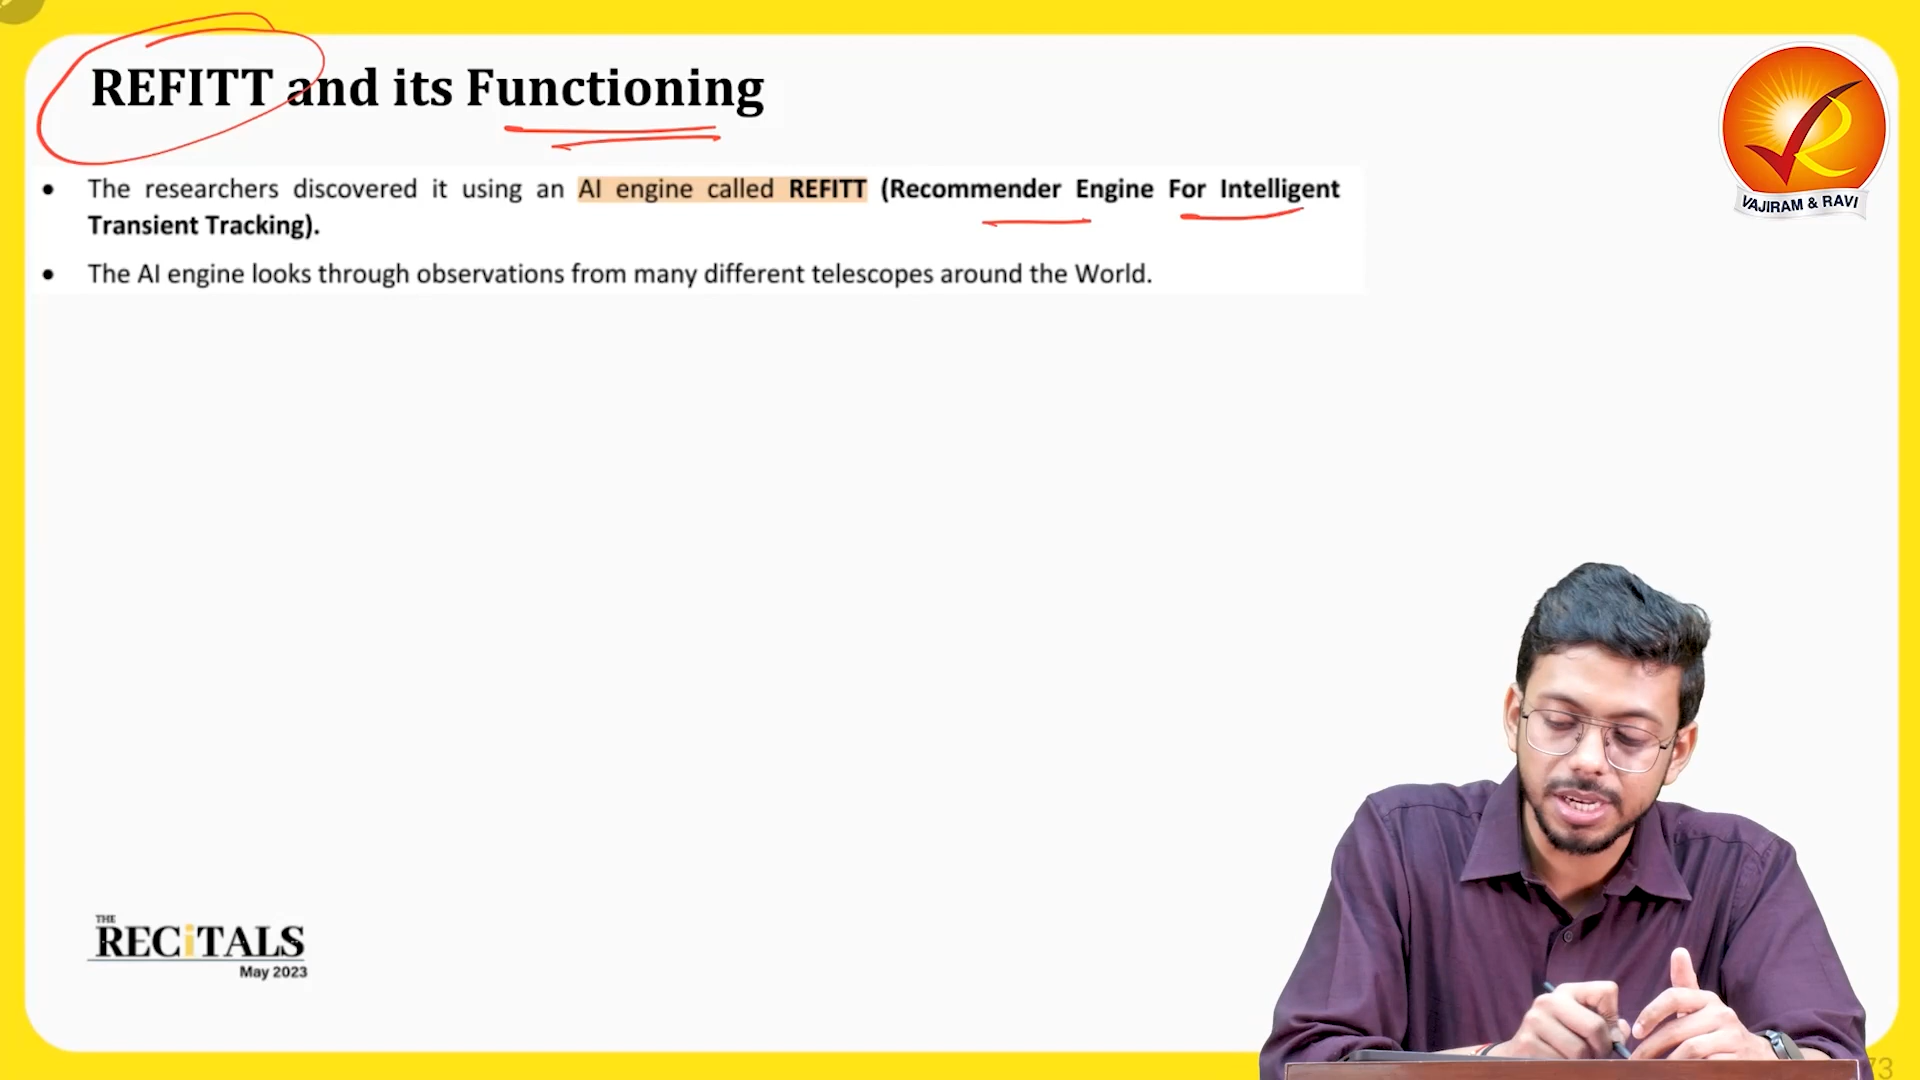 REFITT and its Functioning
VAJIRAM & RAVI
• The researchers discovered it using an AI engine called REFITT (Recommender Engine For Intelligent
Transient Tracking).
• The AI engine looks through observations from many different telescopes around the World.
THE
RECiTALS
May 2023
73